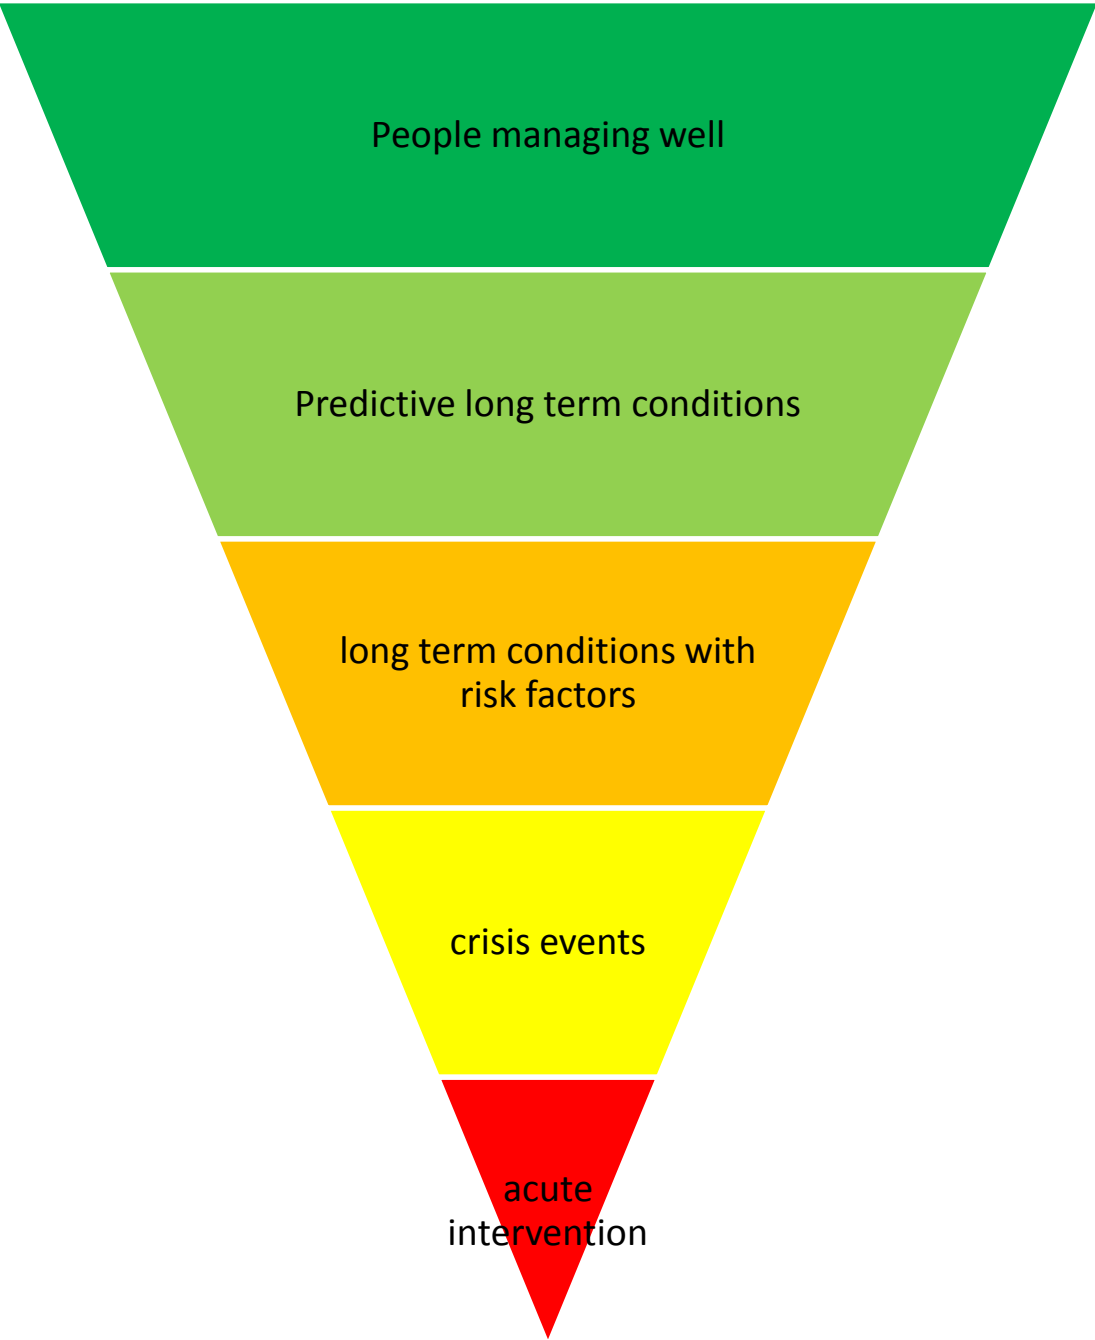 People managing well
Predictive long term conditions
long term conditions with
risk factors
crisis events
acute
intervention